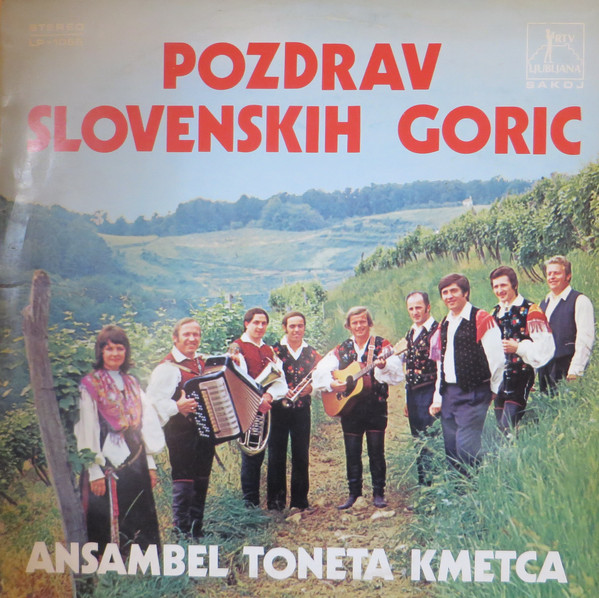 STEREO
POZDRAV
SLOVENSKIH GORIC
RTV
LJUBLJANA
SAKOJ
ANSAMBEL TONETA KMETCA